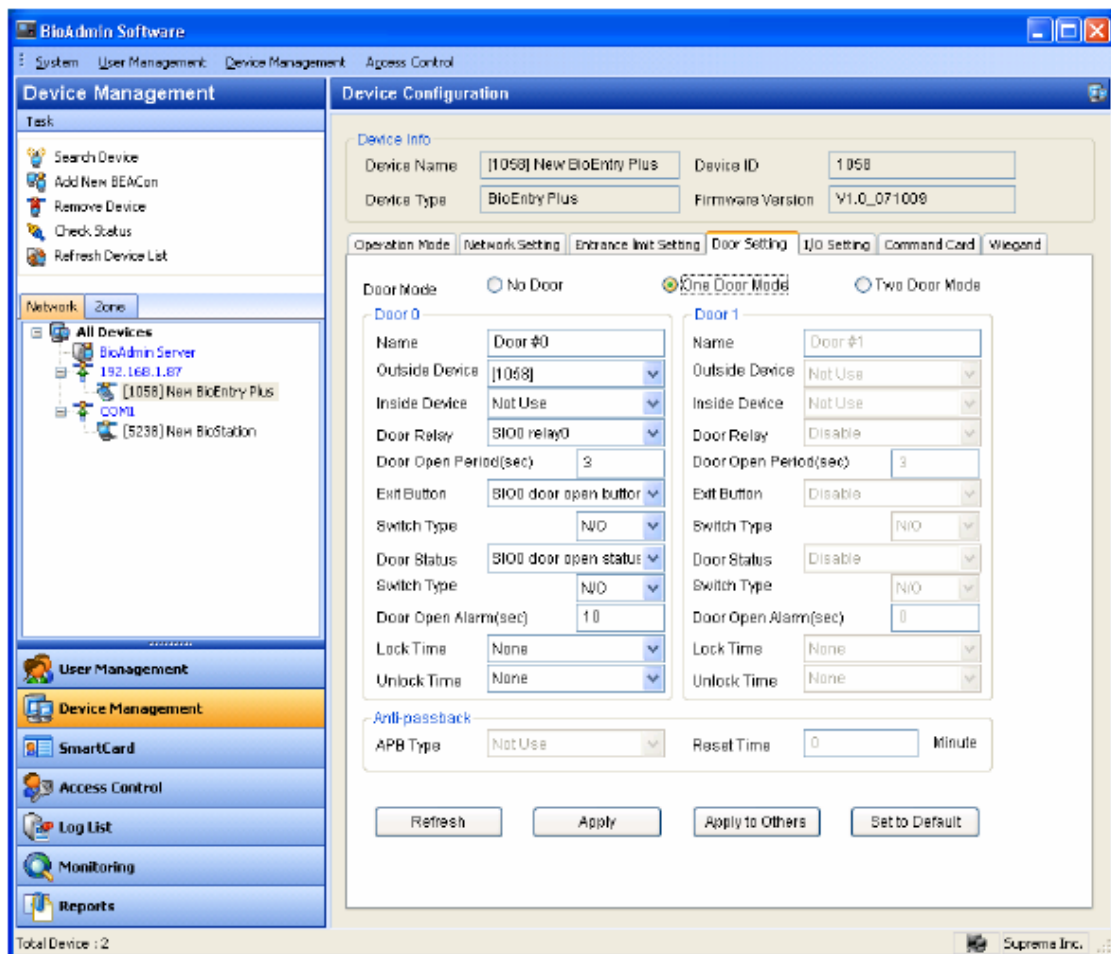 BioAdmin Software
System User Management Device Management Access Control
Device Management
Task
Search Device
Add New BEACon
Remove Device
Check Status
Refresh Device List
Network Zone
All Devices
BioAdmin Server
192.168.1.87
[1058] New BioEntry Plus
COM1
[5238] New BioStation
User Management
Device Management
SmartCard
Access Control
Log List
Monitoring
Reports
Device Configuration
Device Info
Device Name [1058] New BioEntry Plus Device ID 1058
Device Type BioEntry Plus Firmware Version V1.0_071009
Operation Mode Network Setting Entrance limit Setting Door Setting I/O Setting Command Card Wiegand
Door Mode No Door One Door Mode Two Door Mode
Door 0
Name Door #0
Outside Device [1058]
Inside Device Not Use
Door Relay SIO0 relay0
Door Open Period(sec) 3
Exit Button SIO0 door open buttor
Switch Type N/O
Door Status SIO0 door open status
Switch Type N/O
Door Open Alarm(sec) 10
Lock Time None
Unlock Time None
Door 1
Name Door #1
Outside Device Not Use
Inside Device Not Use
Door Relay Disable
Door Open Period(sec) 3
Exit Button Disable
Switch Type N/O
Door Status Disable
Switch Type N/O
Door Open Alarm(sec) 0
Lock Time None
Unlock Time None
Anti-passback
APB Type Not Use Reset Time 0 Minute
Refresh Apply Apply to Others Set to Default
Total Device : 2 Suprema Inc.